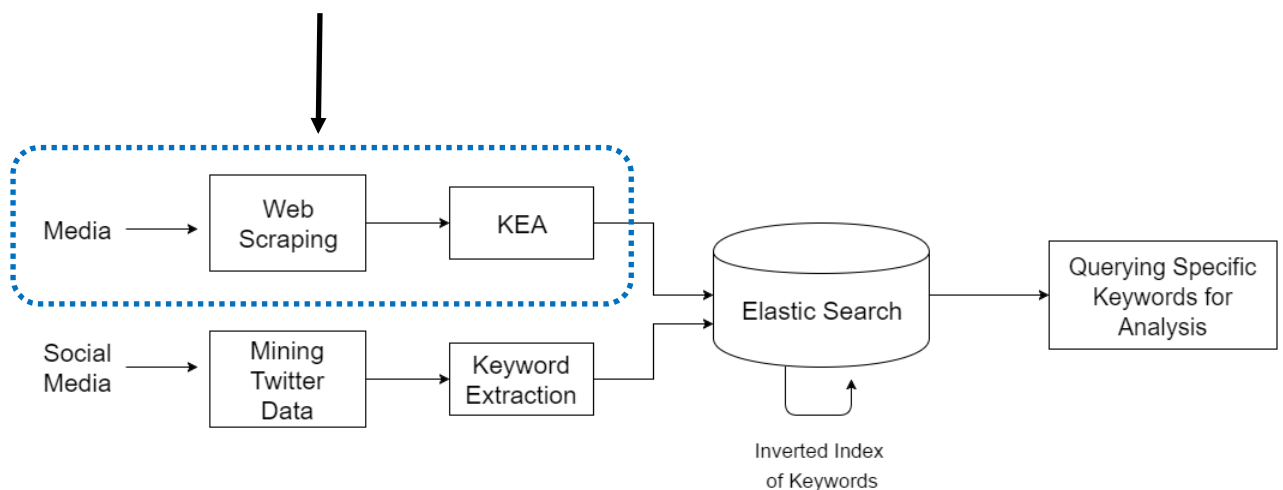 Media
Web
Scraping
KEA
Social
Media
Mining
Twitter
Data
Keyword
Extraction
Elastic Search
Inverted Index
of Keywords
Querying Specific
Keywords for
Analysis